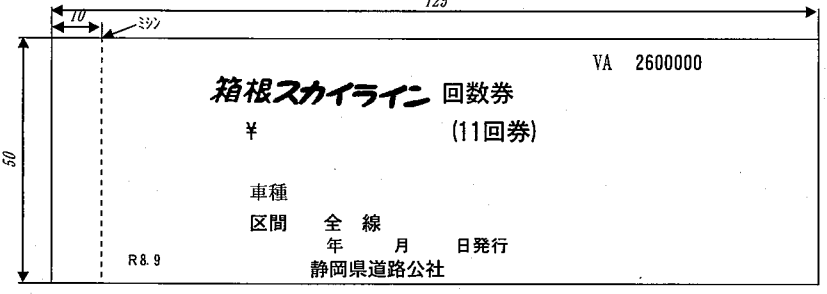 125
10 ミシン
VA 2600000
箱根スカイライン 回数券
¥ (11回券)
50
車種
区間 全 線
年 月 日発行
R8.9
静岡県道路公社